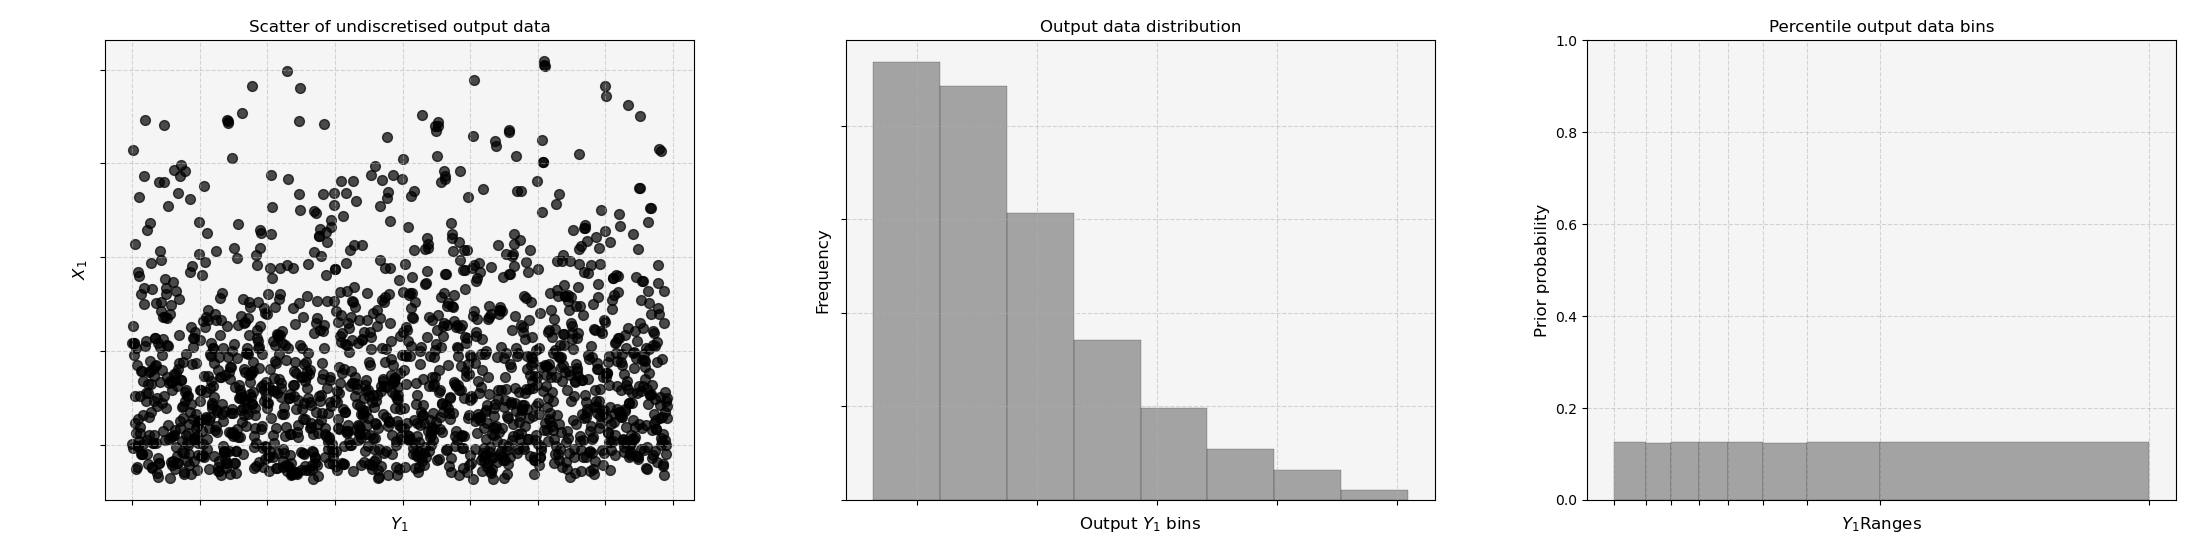 Scatter of undiscretised output data
X₁
Y₁
Output data distribution
Frequency
Output Y₁ bins
Percentile output data bins
Prior probability
1.0
0.8
0.6
0.4
0.2
0.0
Y₁Ranges